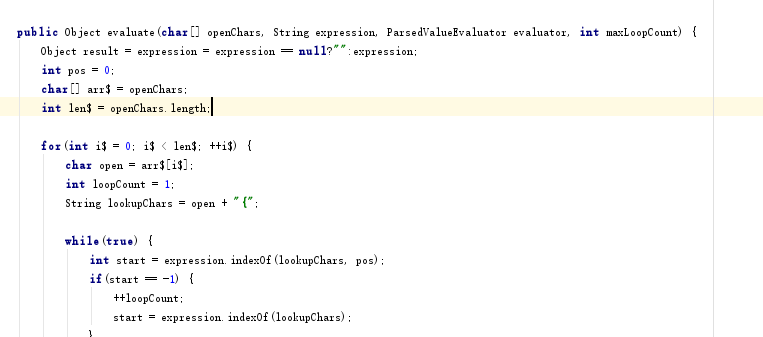 public Object evaluate(char[] openChars, String expression, ParsedValueEvaluator evaluator, int maxLoopCount) {
Object result = expression = expression == null?"":expression;
int pos = 0;
char[] arr$ = openChars;
int len$ = openChars.length;
for(int i$ = 0; i$ < len$; ++i$) {
char open = arr$[i$];
int loopCount = 1;
String lookupChars = open + "{";
while(true) {
int start = expression.indexOf(lookupChars, pos);
if(start == -1) {
++loopCount;
start = expression.indexOf(lookupChars);
}